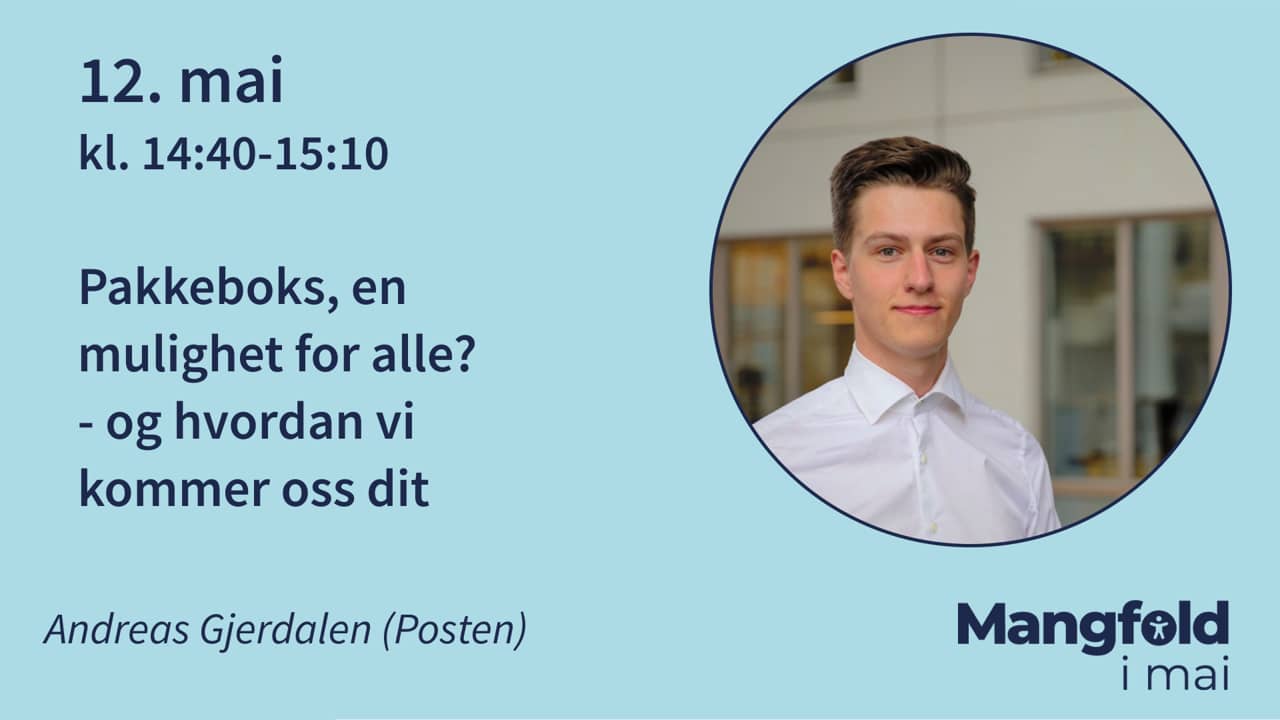 12. mai
kl. 14:40-15:10
Pakkeboks, en
mulighet for alle?
- og hvordan vi
kommer oss dit
Andreas Gjerdalen (Posten)
Mangfold
i mai